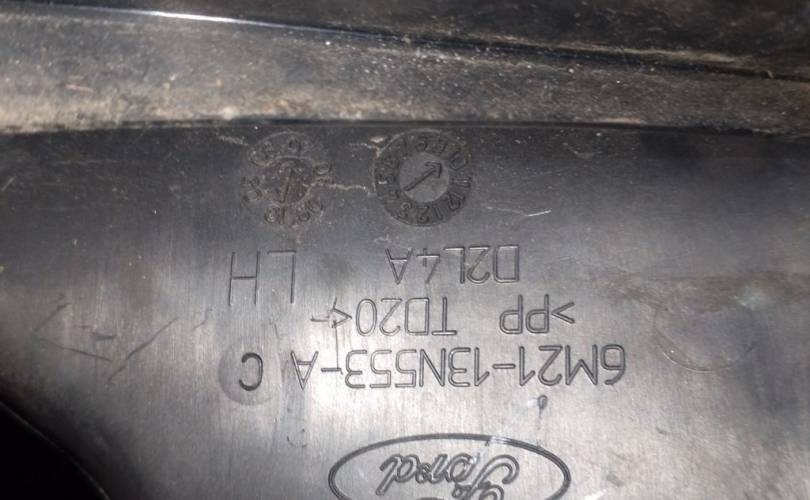 Ford
6M21-13N553-A C
>PP TD20<
D2L4A LH